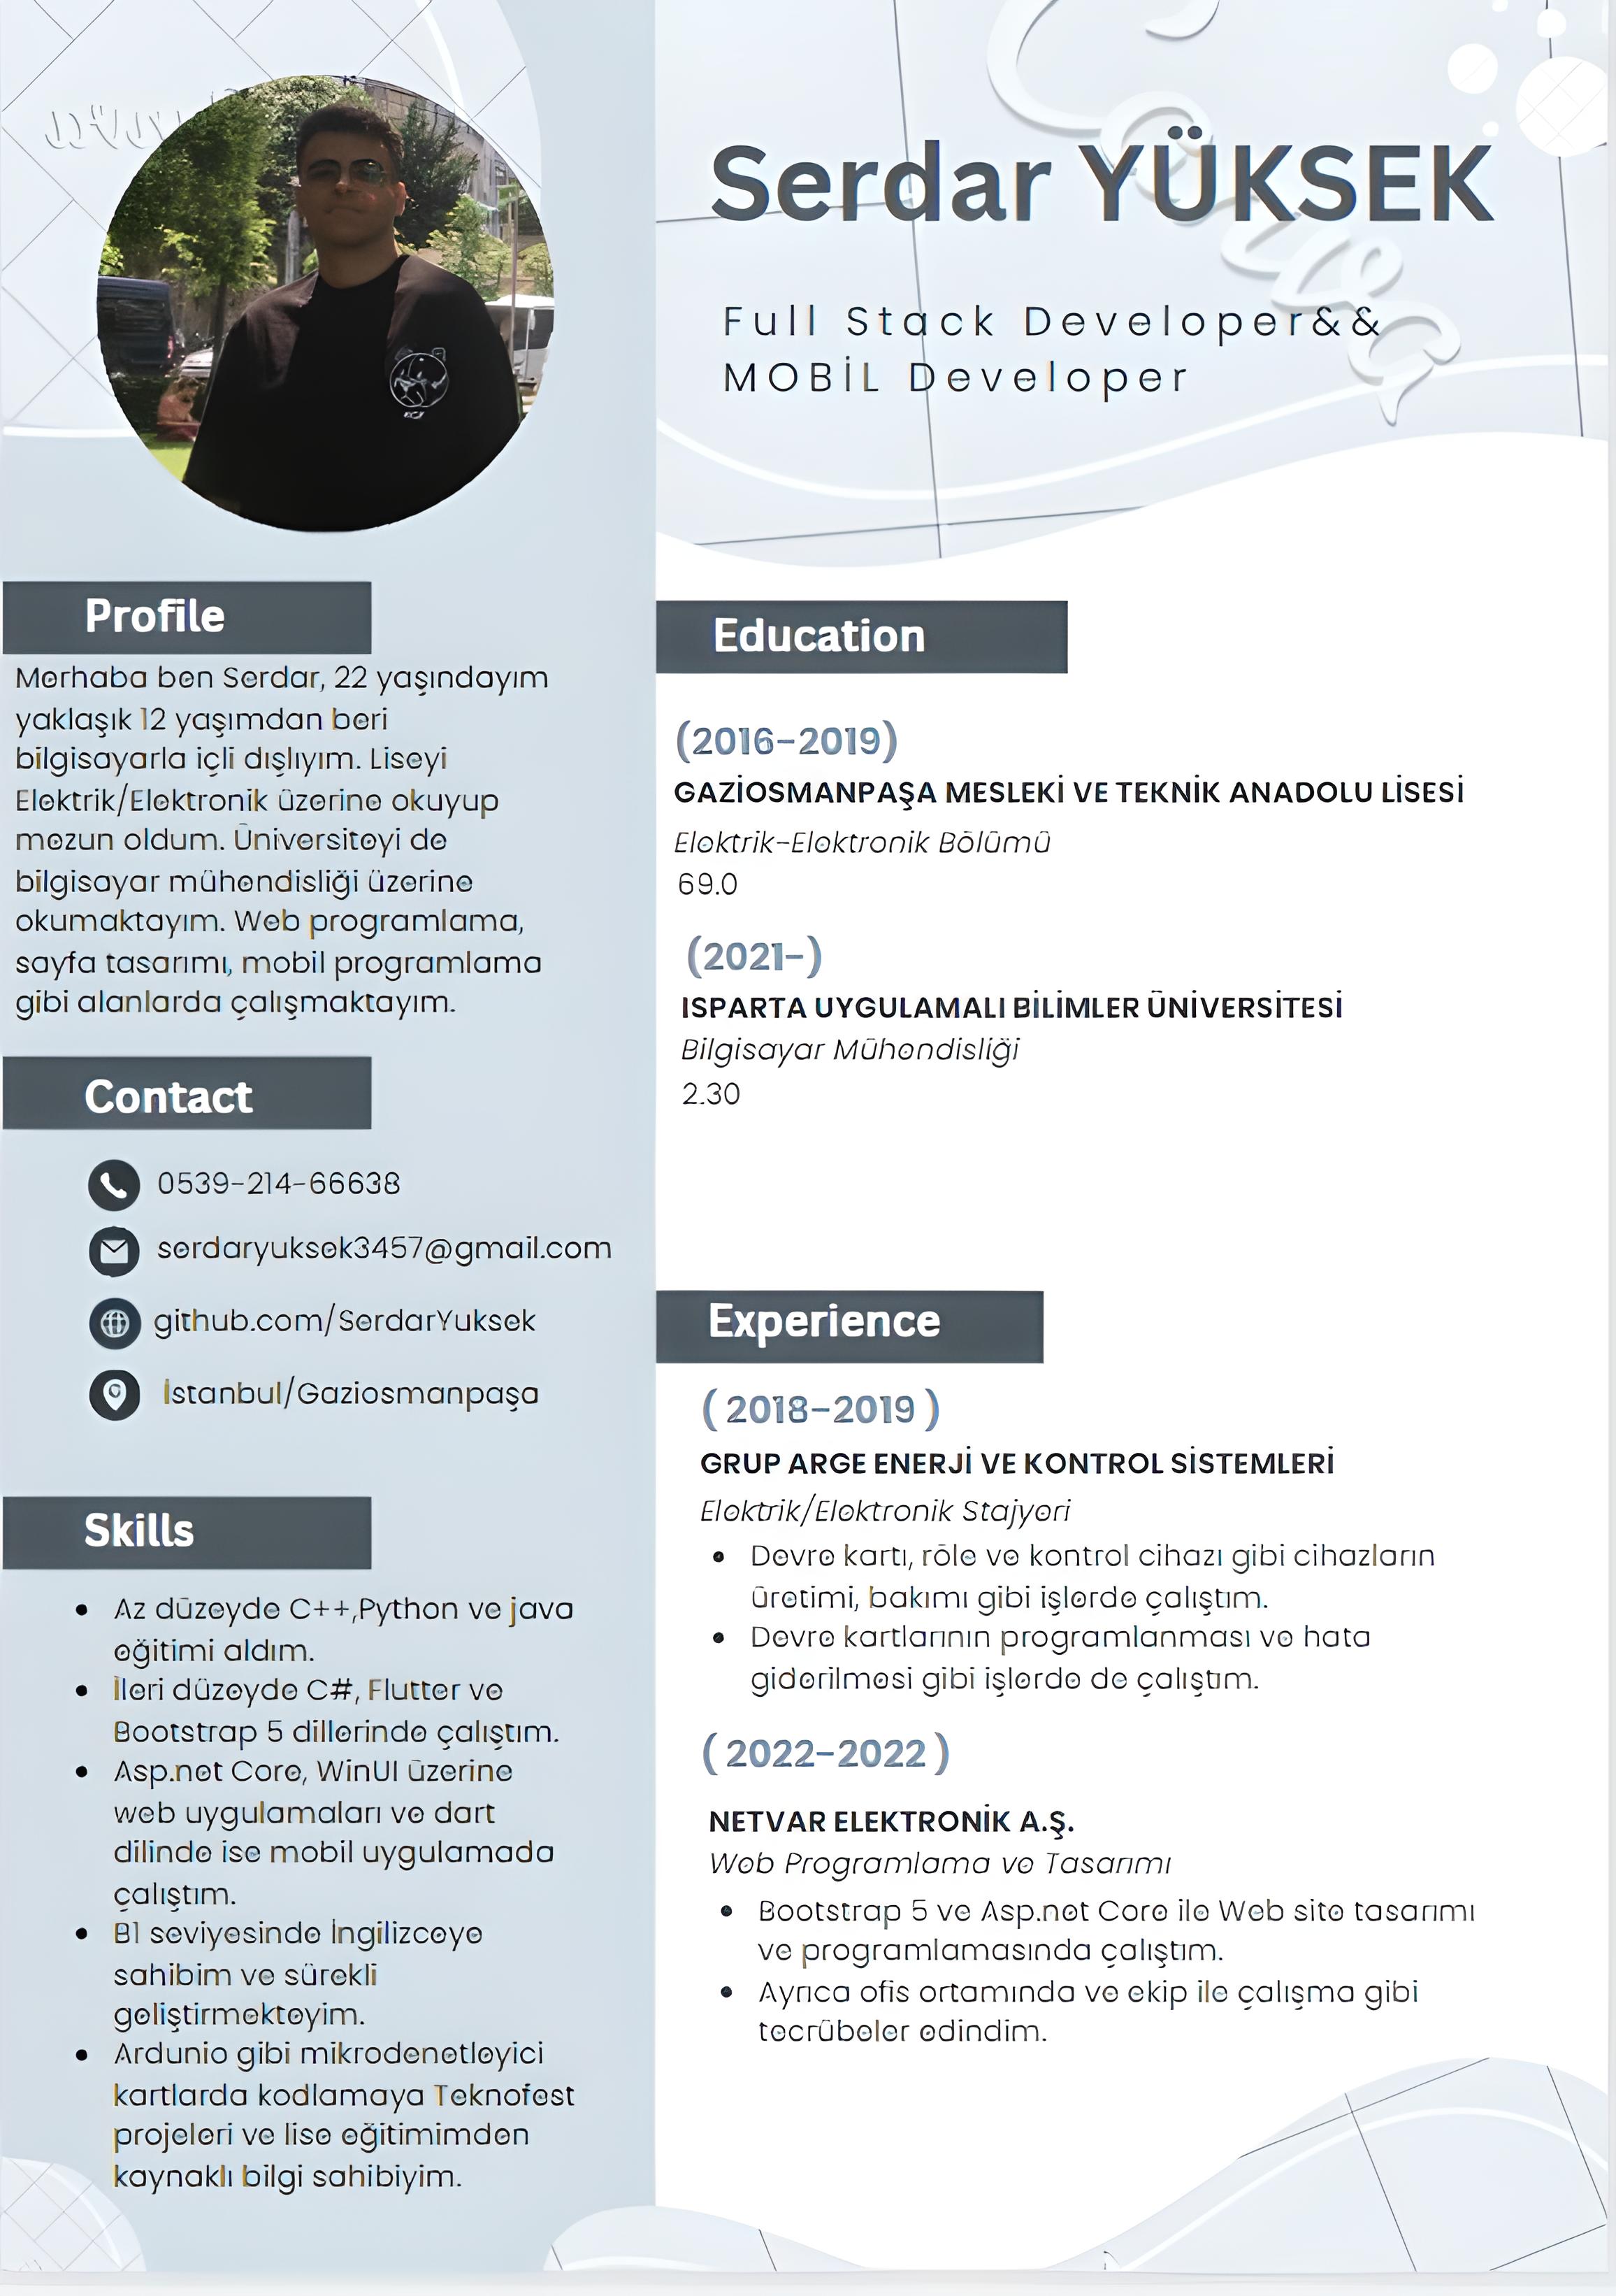 Serdar YÜKSEK
Full Stack Developer&&
MOBİL Developer
Profile
Merhaba ben Serdar, 22 yaşındayım
yaklaşık 12 yaşımdan beri
bilgisayarla içli dışlıyım. Liseyi
Elektrik/Elektronik üzerine okuyup
mezun oldum. Üniversiteyi de
bilgisayar mühendisliği üzerine
okumaktayım. Web programlama,
sayfa tasarımı, mobil programlama
gibi alanlarda çalışmaktayım.
Contact
0539-214-66638
serdaryuksek3457@gmail.com
github.com/SerdarYuksek
İstanbul/Gaziosmanpaşa
Skills
• Az düzeyde C++,Python ve java
eğitimi aldım.
• İleri düzeyde C#, Flutter ve
Bootstrap 5 dillerinde çalıştım.
• Asp.net Core, WinUI üzerine
web uygulamaları ve dart
dilinde ise mobil uygulamada
çalıştım.
• B1 seviyesinde İngilizceye
sahibim ve sürekli
geliştirmekteyim.
• Ardunio gibi mikrodenetleyici
kartlarda kodlamaya Teknofest
projeleri ve lise eğitimimden
kaynaklı bilgi sahibiyim.
Education
(2016-2019)
GAZİOSMANPAŞA MESLEKİ VE TEKNİK ANADOLU LİSESİ
Elektrik-Elektronik Bölümü
69.0
(2021-)
ISPARTA UYGULAMALI BİLİMLER ÜNİVERSİTESİ
Bilgisayar Mühendisliği
2.30
Experience
( 2018-2019 )
GRUP ARGE ENERJİ VE KONTROL SİSTEMLERİ
Elektrik/Elektronik Stajyeri
• Devre kartı, röle ve kontrol cihazı gibi cihazların
üretimi, bakımı gibi işlerde çalıştım.
• Devre kartlarının programlanması ve hata
giderilmesi gibi işlerde de çalıştım.
( 2022-2022 )
NETVAR ELEKTRONİK A.Ş.
Web Programlama ve Tasarımı
• Bootstrap 5 ve Asp.net Core ile Web site tasarımı
ve programlamasında çalıştım.
• Ayrıca ofis ortamında ve ekip ile çalışma gibi
tecrübeler edindim.